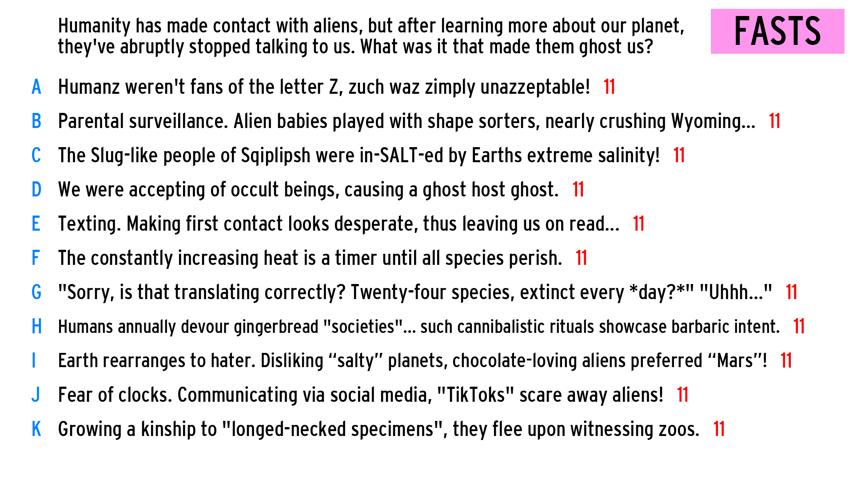 Humanity has made contact with aliens, but after learning more about our planet,
they've abruptly stopped talking to us. What was it that made them ghost us?
FASTS
A Humanz weren't fans of the letter Z, zuch waz zimply unazzeptable! 11
B Parental surveillance. Alien babies played with shape sorters, nearly crushing Wyoming... 11
C The Slug-like people of Sqiplipsh were in-SALT-ed by Earths extreme salinity! 11
D We were accepting of occult beings, causing a ghost host ghost. 11
E Texting. Making first contact looks desperate, thus leaving us on read... 11
F The constantly increasing heat is a timer until all species perish. 11
G "Sorry, is that translating correctly? Twenty-four species, extinct every *day?*" "Uhhh..." 11
H Humans annually devour gingerbread "societies"... such cannibalistic rituals showcase barbaric intent. 11
I Earth rearranges to hater. Disliking “salty” planets, chocolate-loving aliens preferred “Mars”! 11
J Fear of clocks. Communicating via social media, "TikToks" scare away aliens! 11
K Growing a kinship to "longed-necked specimens", they flee upon witnessing zoos. 11